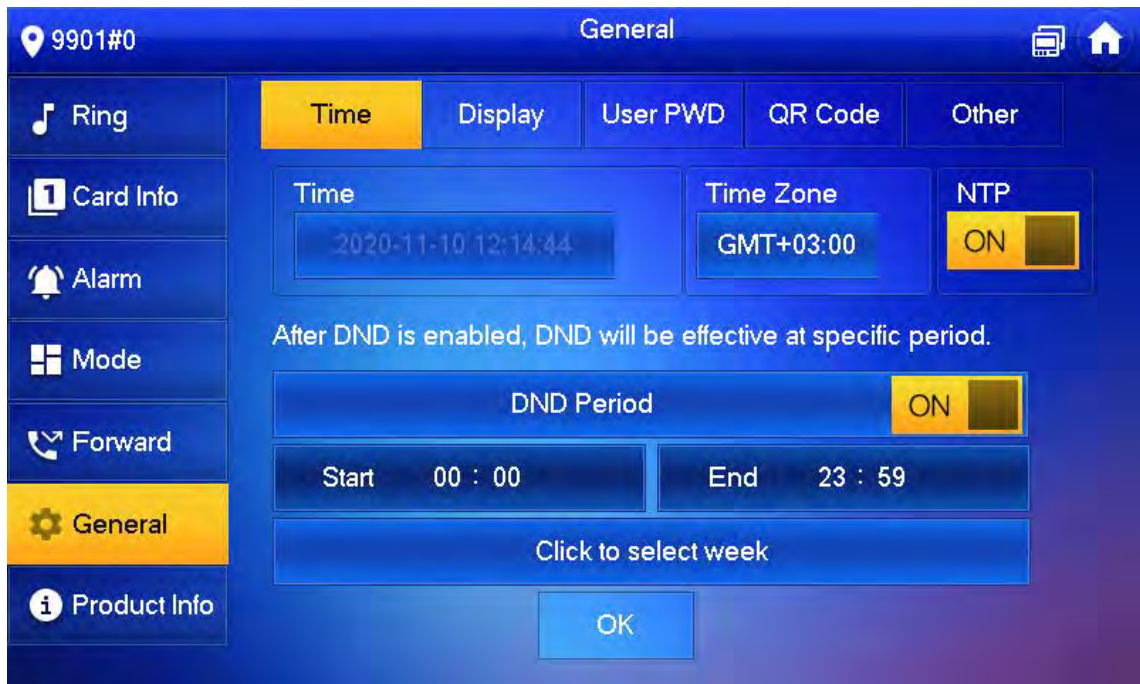 9901#0
General
Ring
Card Info
Alarm
Mode
Forward
General
Product Info
Time Display User PWD QR Code Other
Time Time Zone NTP
2020-11-10 12:14:44 GMT+03:00 ON
After DND is enabled, DND will be effective at specific period.
DND Period ON
Start 00 : 00 End 23 : 59
Click to select week
OK